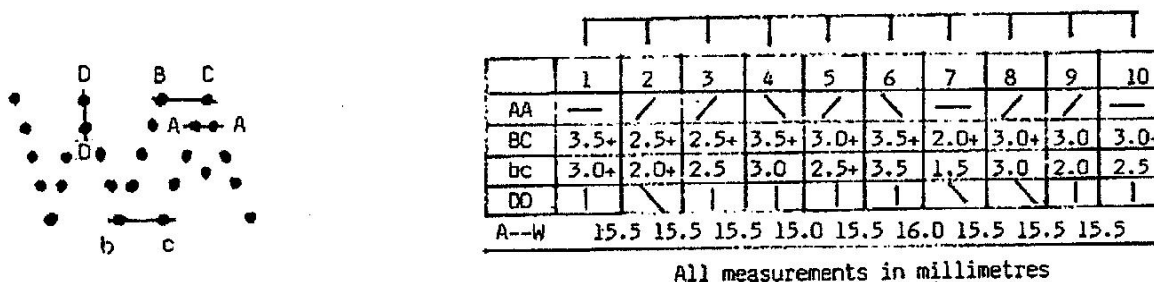 D B C
A A
D
b c
1 2 3 4 5 6 7 8 9 10
AA — / / \ / \ — / / —
BC 3.5+ 2.5+ 2.5+ 3.5+ 3.0+ 3.5+ 2.0+ 3.0+ 3.0 3.0+
bc 3.0+ 2.0+ 2.5 3.0 2.5+ 3.5 1.5 3.0 2.0 2.5
DD | \ | | | | \ \ | |
A--W 15.5 15.5 15.5 15.0 15.5 16.0 15.5 15.5 15.5
All measurements in millimetres